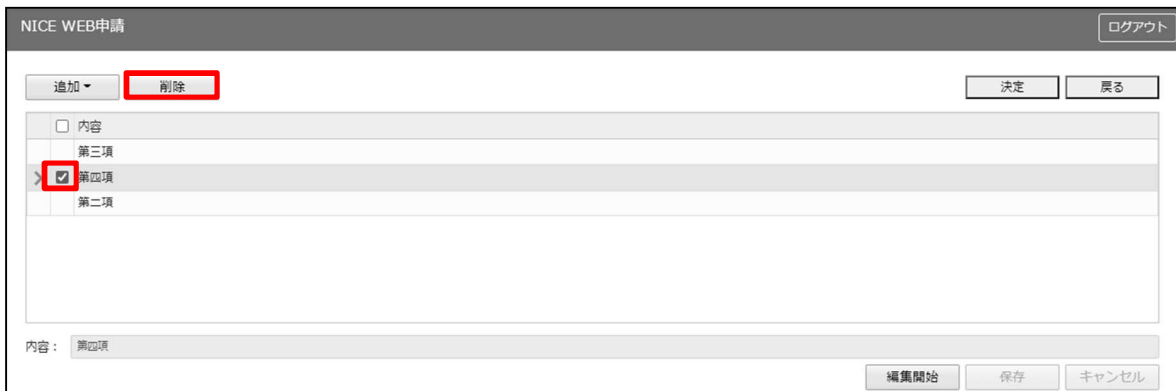 NICE WEB申請 ログアウト
追加 削除 決定 戻る
内容
第三項
第四項
第二項
内容： 第四項
編集開始 保存 キャンセル